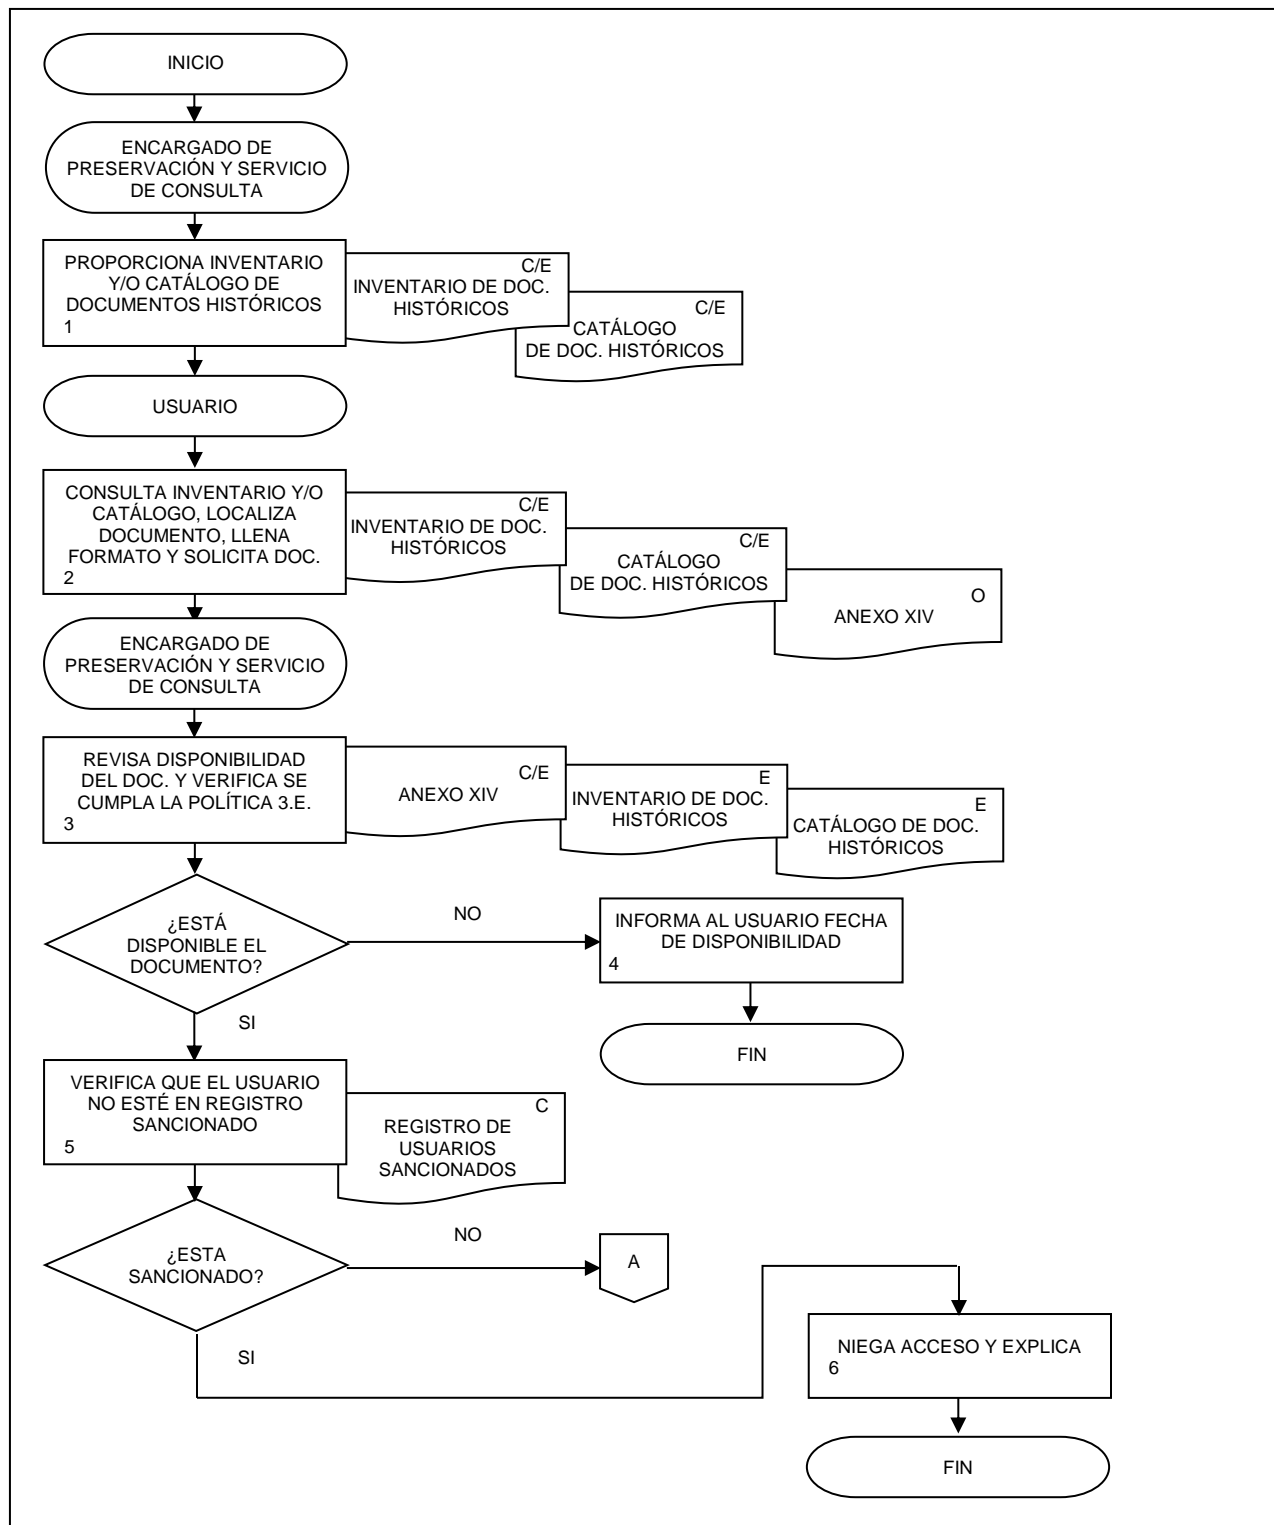 INICIO
ENCARGADO DE
PRESERVACIÓN Y SERVICIO
DE CONSULTA
PROPORCIONA INVENTARIO
Y/O CATÁLOGO DE
DOCUMENTOS HISTÓRICOS
1
C/E
INVENTARIO DE DOC.
HISTÓRICOS
C/E
CATÁLOGO
DE DOC. HISTÓRICOS
USUARIO
CONSULTA INVENTARIO Y/O
CATÁLOGO, LOCALIZA
DOCUMENTO, LLENA
FORMATO Y SOLICITA DOC.
2
C/E
INVENTARIO DE DOC.
HISTÓRICOS
C/E
CATÁLOGO
DE DOC. HISTÓRICOS
O
ANEXO XIV
ENCARGADO DE
PRESERVACIÓN Y SERVICIO
DE CONSULTA
REVISA DISPONIBILIDAD
DEL DOC. Y VERIFICA SE
CUMPLA LA POLÍTICA 3.E.
3
C/E
ANEXO XIV
E
INVENTARIO DE DOC.
HISTÓRICOS
E
CATÁLOGO DE DOC.
HISTÓRICOS
¿ESTÁ
DISPONIBLE EL
DOCUMENTO?
NO
INFORMA AL USUARIO FECHA
DE DISPONIBILIDAD
4
FIN
SI
VERIFICA QUE EL USUARIO
NO ESTÉ EN REGISTRO
SANCIONADO
5
C
REGISTRO DE
USUARIOS
SANCIONADOS
¿ESTA
SANCIONADO?
NO
A
SI
NIEGA ACCESO Y EXPLICA
6
FIN